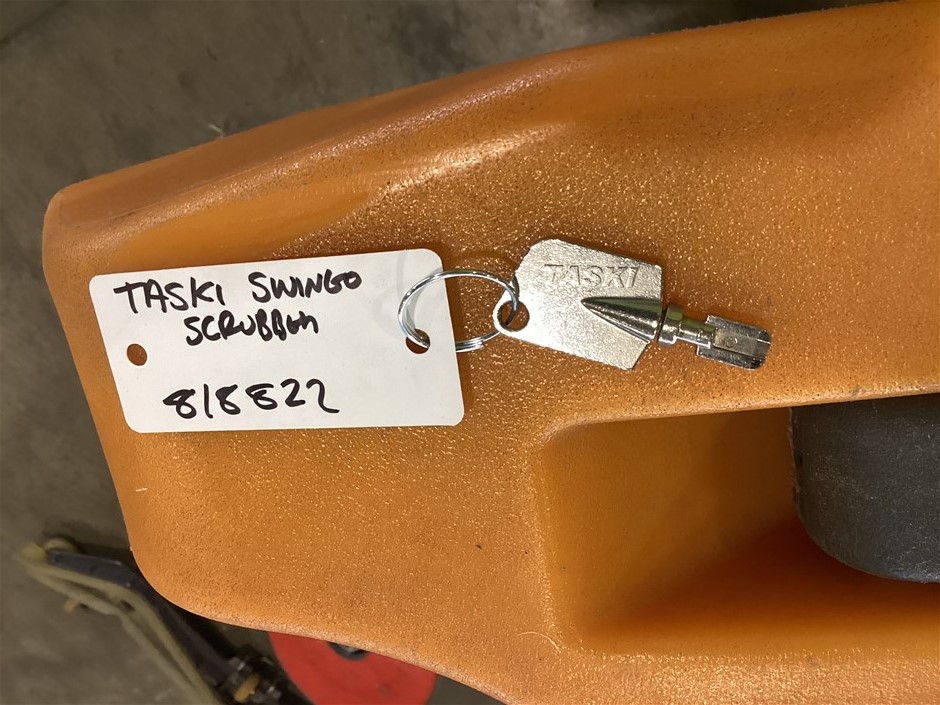 TASKI SWINGO
SCRUBBER
818822
TASKI